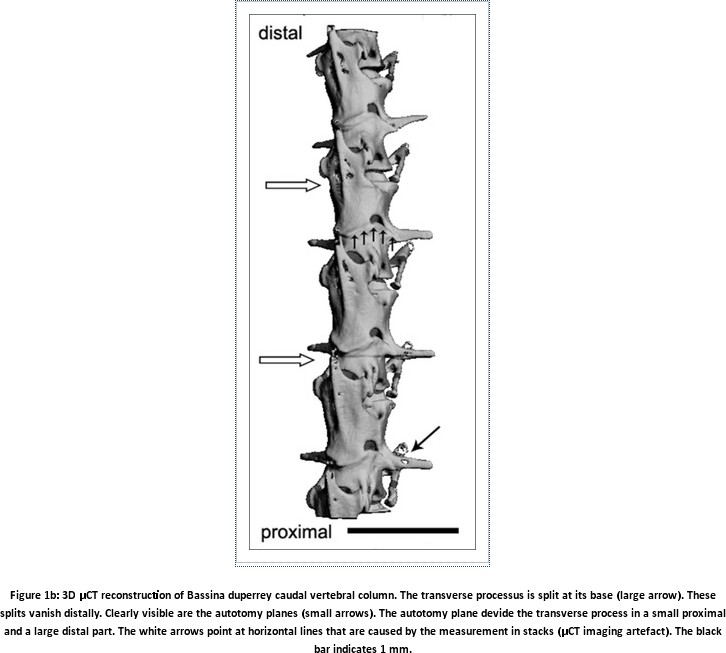 distal
proximal
Figure 1b: 3D µCT reconstruction of Bassina duperrey caudal vertebral column. The transverse processus is split at its base (large arrow). These
splits vanish distally. Clearly visible are the autotomy planes (small arrows). The autotomy plane devide the transverse process in a small proximal
and a large distal part. The white arrows point at horizontal lines that are caused by the measurement in stacks (µCT imaging artefact). The black
bar indicates 1 mm.